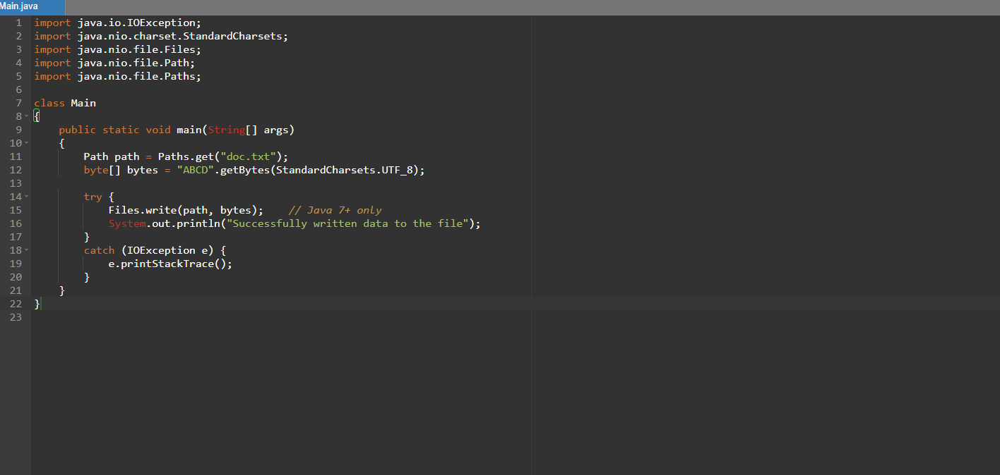 Main.java
1 import java.io.IOException;
2 import java.nio.charset.StandardCharsets;
3 import java.nio.file.Files;
4 import java.nio.file.Path;
5 import java.nio.file.Paths;
6
7 class Main
8 {
9     public static void main(String[] args)
10     {
11         Path path = Paths.get("doc.txt");
12         byte[] bytes = "ABCD".getBytes(StandardCharsets.UTF_8);
13
14         try {
15             Files.write(path, bytes);    // Java 7+ only
16             System.out.println("Successfully written data to the file");
17         }
18         catch (IOException e) {
19             e.printStackTrace();
20         }
21     }
22 }
23